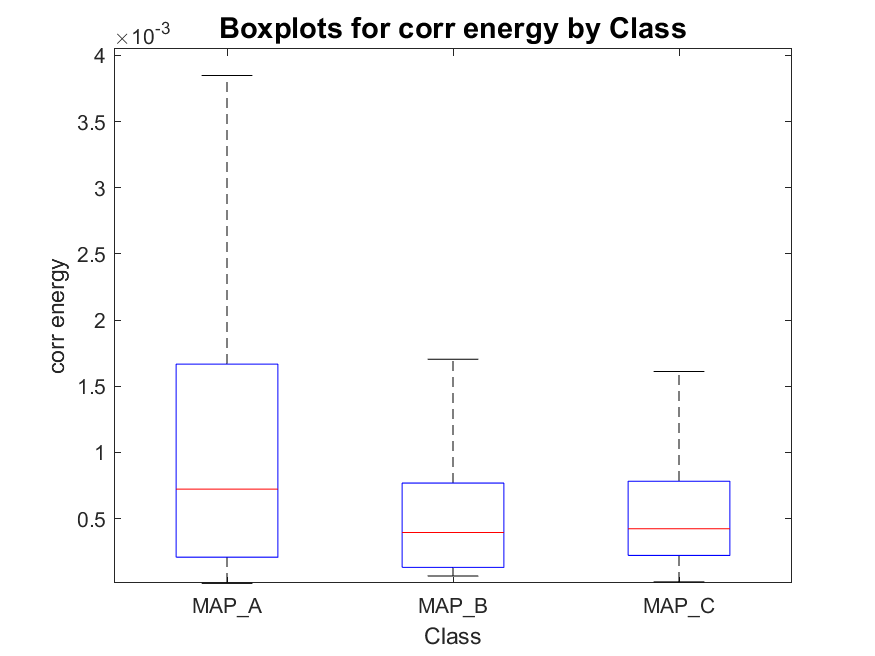 Boxplots for corr energy by Class
×10-3
4
3.5
3
2.5
2
1.5
1
0.5
corr energy
MAP_A MAP_B MAP_C
Class